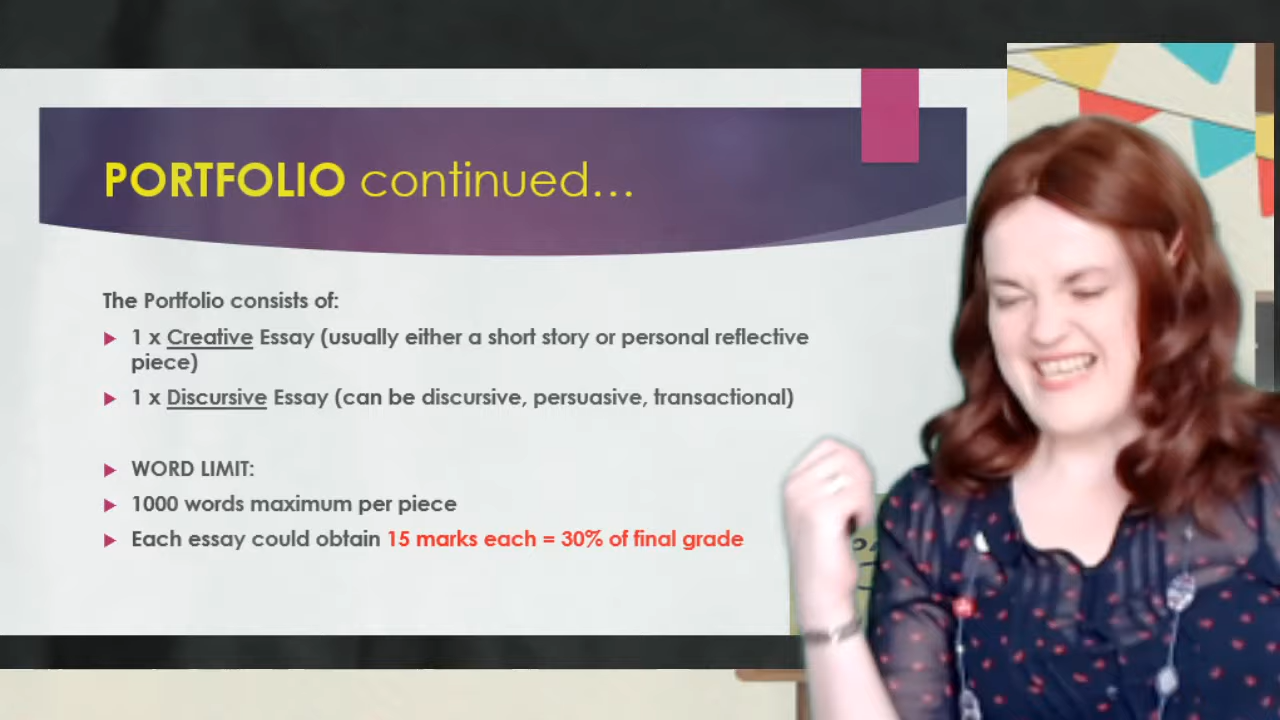 PORTFOLIO continued...
The Portfolio consists of:
1 x Creative Essay (usually either a short story or personal reflective
piece)
1 x Discursive Essay (can be discursive, persuasive, transactional)
WORD LIMIT:
1000 words maximum per piece
Each essay could obtain 15 marks each = 30% of final grade